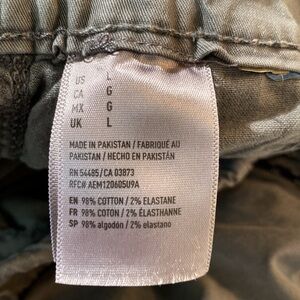 US L
CA G
MX G
UK L
MADE IN PAKISTAN / FABRIQUÉ AU
PAKISTAN / HECHO EN PAKISTÁN
RN 54485/CA 03873
RFC# AEM120605U9A
EN 98% COTTON / 2% ELASTANE
FR 98% COTON / 2% ÉLASTHANNE
SP 98% algodón / 2% elastano